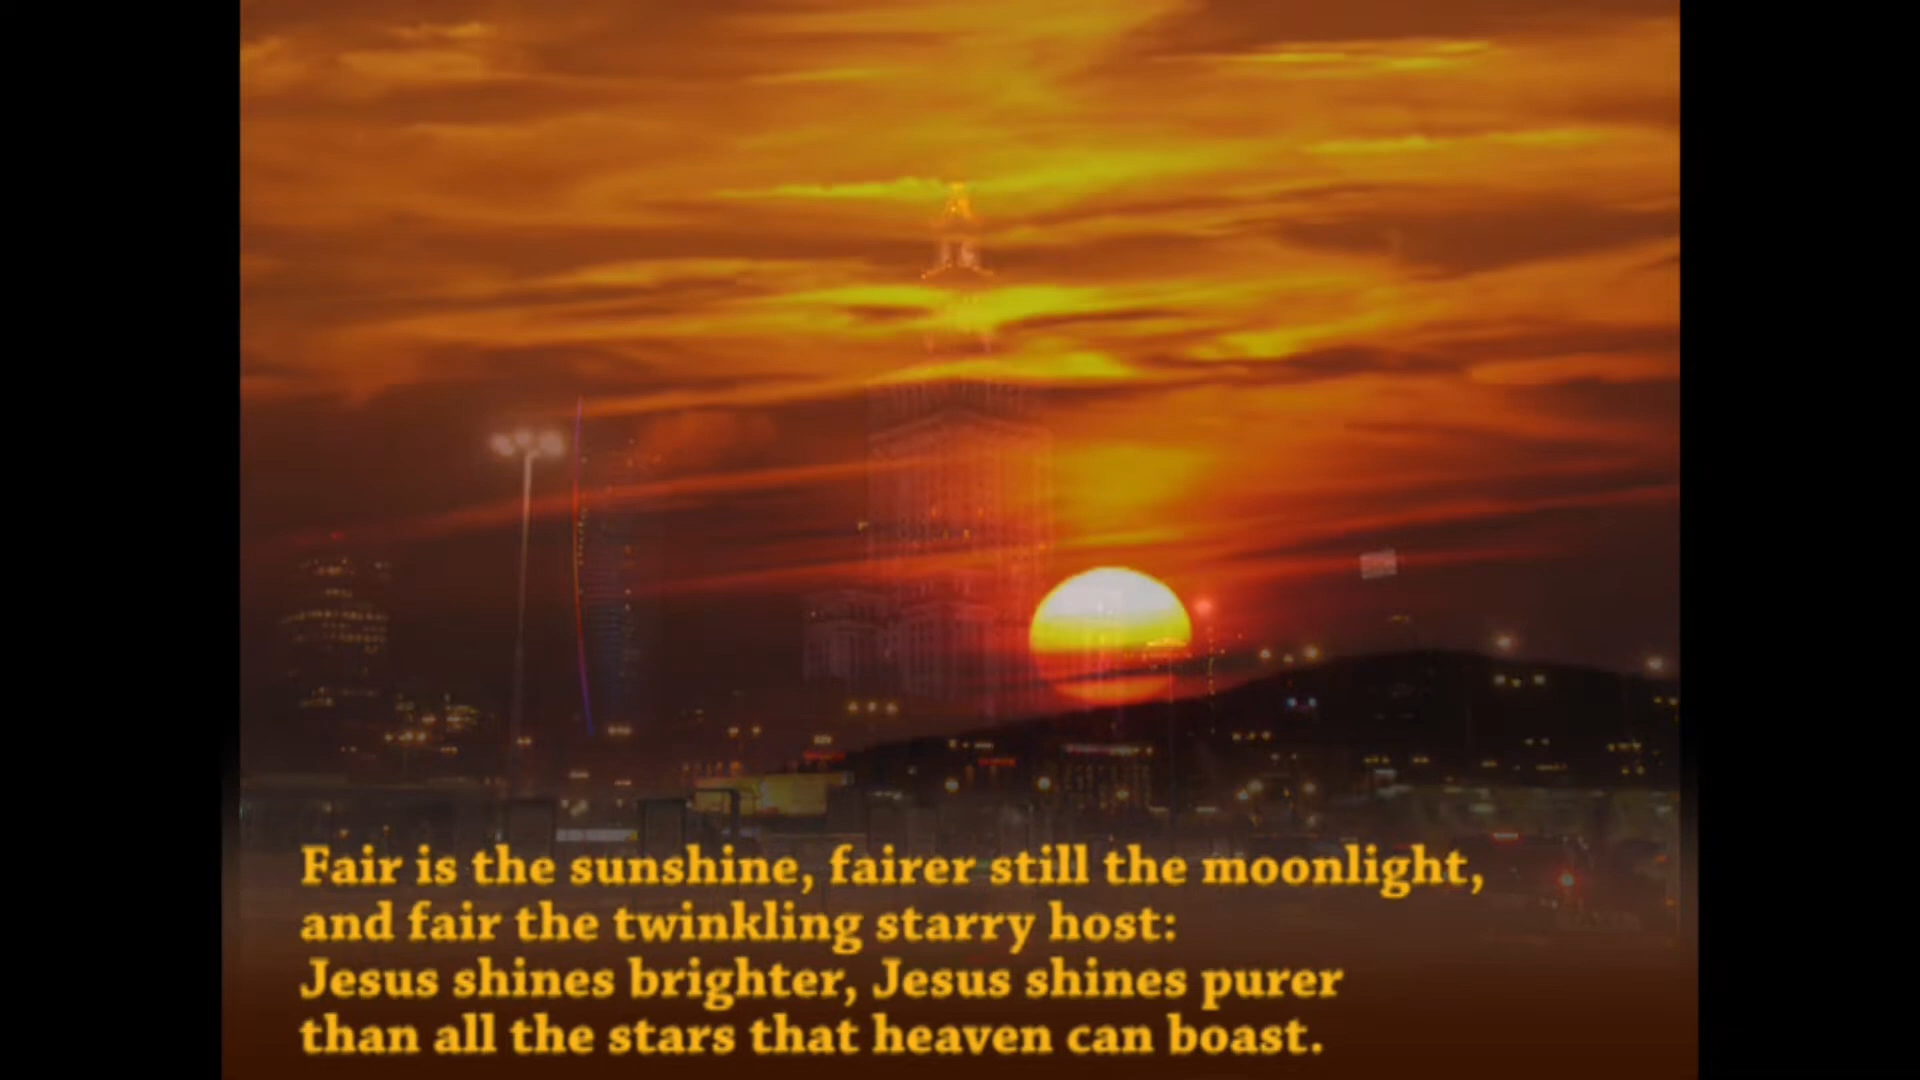 Fair is the sunshine, fairer still the moonlight,
and fair the twinkling starry host:
Jesus shines brighter, Jesus shines purer
than all the stars that heaven can boast.